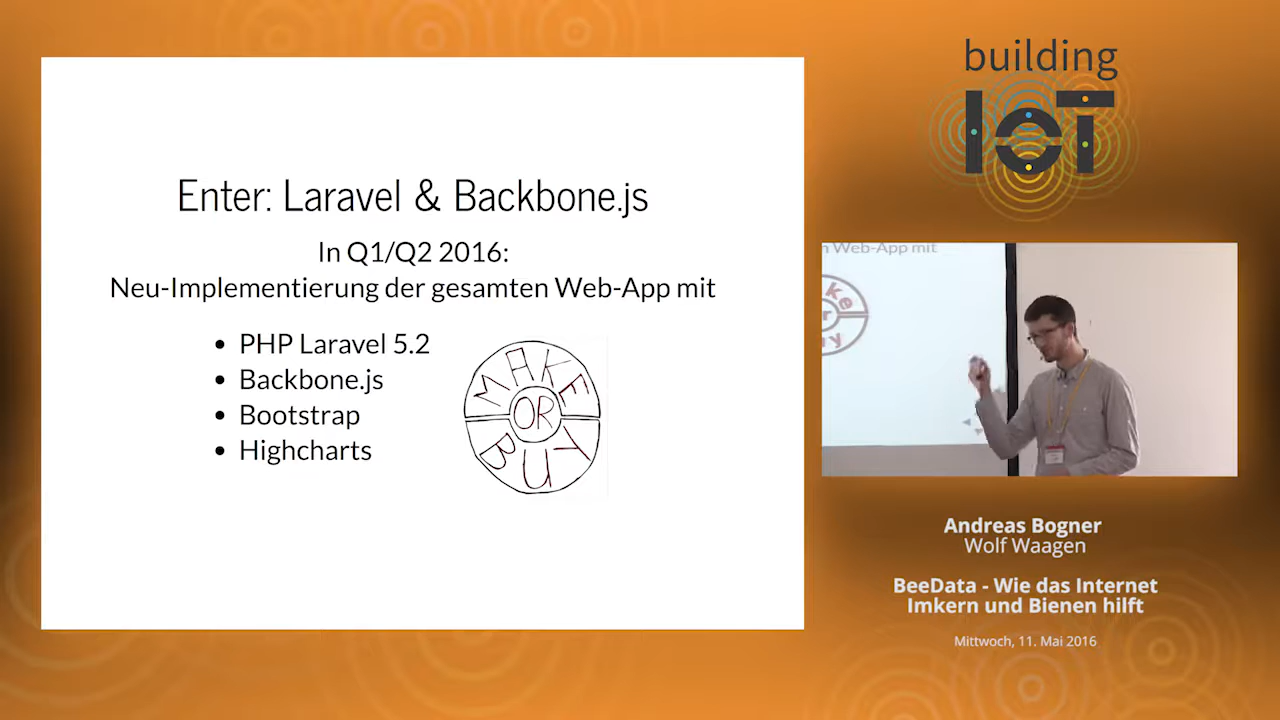 Enter: Laravel & Backbone.js
In Q1/Q2 2016:
Neu-Implementierung der gesamten Web-App mit
PHP Laravel 5.2
Backbone.js
Bootstrap
Highcharts
MAKE
OR
BUY
building
IoT
n Web-App mit
ke
r
uy
Andreas Bogner
Wolf Waagen
BeeData - Wie das Internet
Imkern und Bienen hilft
Mittwoch, 11. Mai 2016